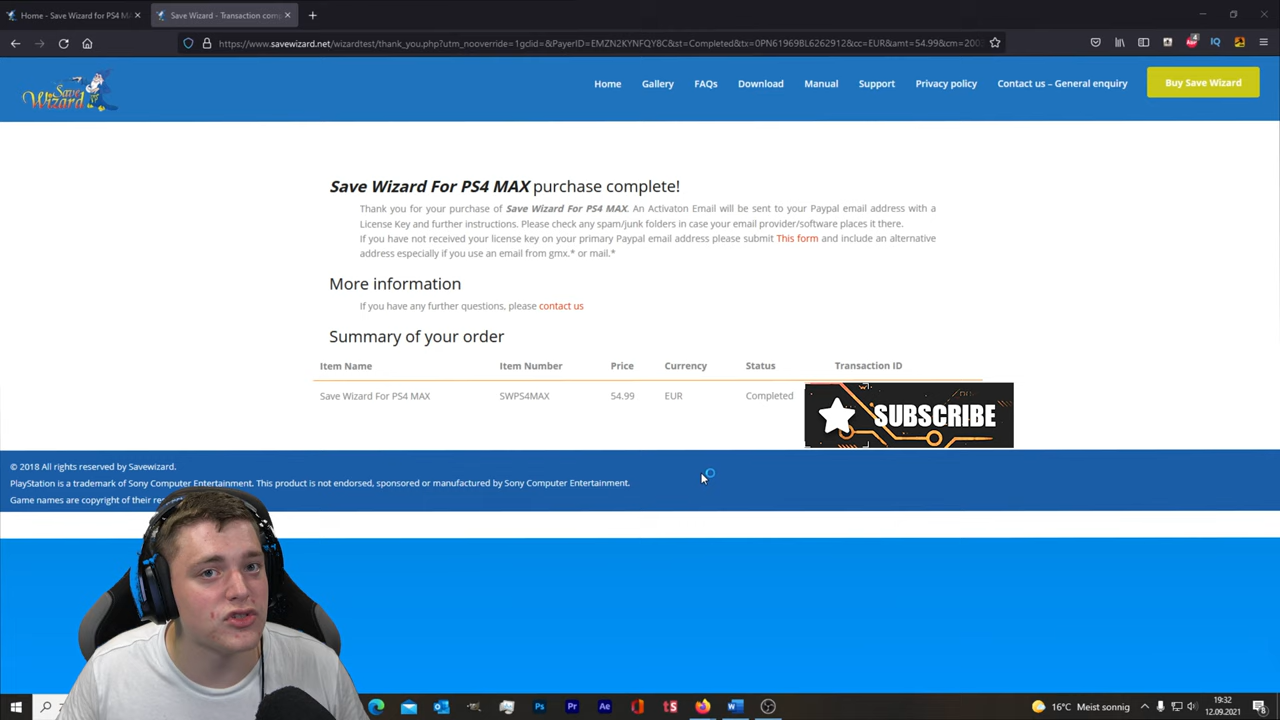 Home - Save Wizard for PS4 MA
Save Wizard - Transaction comp
https://www.savewizard.net/wizardtest/thank_you.php?utm_nooverride=1gclid=&PayerID=EMZN2KYNFQY8C&st=Completed&tx=0PN61969BL6262912&cc=EUR&amt=54.99&cm=200
Save Wizard
Home
Gallery
FAQs
Download
Manual
Support
Privacy policy
Contact us – General enquiry
Buy Save Wizard
Save Wizard For PS4 MAX purchase complete!
Thank you for your purchase of Save Wizard For PS4 MAX. An Activaton Email will be sent to your Paypal email address with a
License Key and further instructions. Please check any spam/junk folders in case your email provider/software places it there.
If you have not received your license key on your primary Paypal email address please submit This form and include an alternative
address especially if you use an email from gmx.* or mail.*
More information
If you have any further questions, please contact us
Summary of your order
Item Name Item Number Price Currency Status Transaction ID
Save Wizard For PS4 MAX SWPS4MAX 54.99 EUR Completed
SUBSCRIBE
© 2018 All rights reserved by Savewizard.
PlayStation is a trademark of Sony Computer Entertainment. This product is not endorsed, sponsored or manufactured by Sony Computer Entertainment.
Game names are copyright of their
Ps
Pr
Ae
tS
16°C Meist sonnig
19:32
12.09.2021